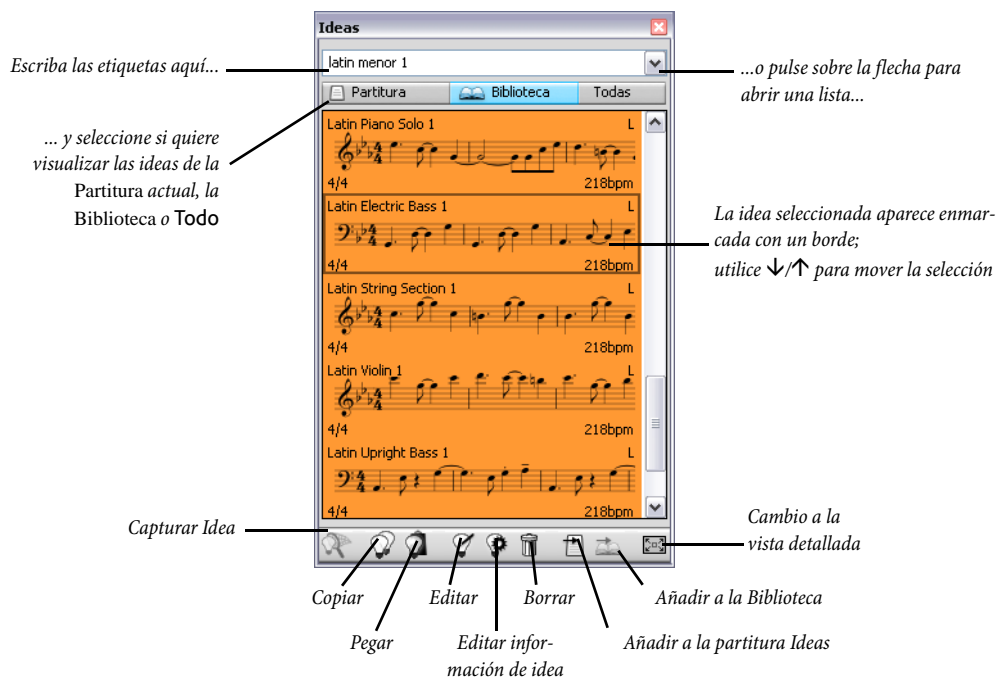 Ideas
Escriba las etiquetas aquí...
latin menor 1
...o pulse sobre la flecha para
abrir una lista...
Partitura
Biblioteca
Todas
... y seleccione si quiere
visualizar las ideas de la
Partitura actual, la
Biblioteca o Todo
Latin Piano Solo 1
L
4/4
218bpm
Latin Electric Bass 1
L
4/4
218bpm
La idea seleccionada aparece enmar-
cada con un borde;
utilice ↓/↑ para mover la selección
Latin String Section 1
L
4/4
218bpm
Latin Violin 1
L
4/4
218bpm
Latin Upright Bass 1
L
4/4
218bpm
Capturar Idea
Cambio a la
vista detallada
Copiar
Editar
Borrar
Añadir a la Biblioteca
Pegar
Editar infor-
mación de idea
Añadir a la partitura Ideas